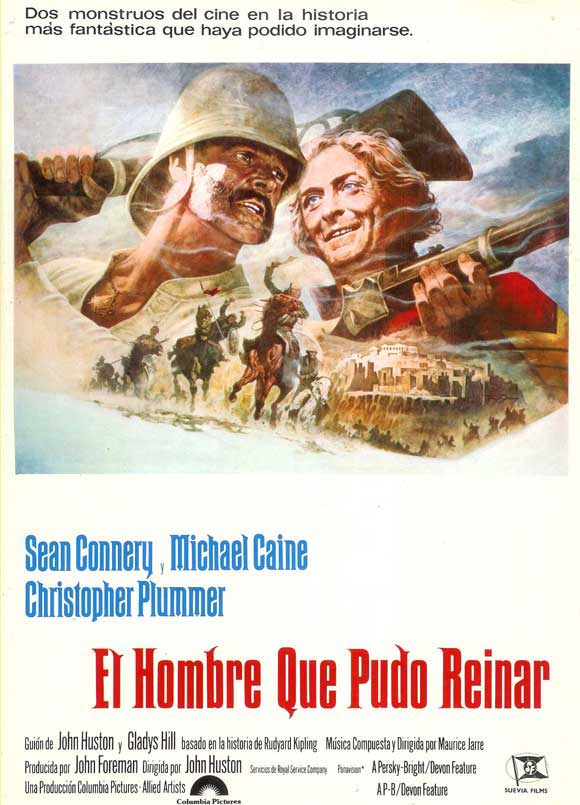 Dos monstruos del cine en la historia
más fantástica que haya podido imaginarse.
Sean Connery y Michael Caine
Christopher Plummer
El Hombre Que Pudo Reinar
Guión de John Huston y Gladys Hill basado en la historia de Rudyard Kipling Música Compuesta y Dirigida por Maurice Jarre
Producida por John Foreman Dirigida por John Huston Servicios de Royal Service Company Panavision® A Persky-Bright/Devon Feature
Una Producción Columbia Pictures - Allied Artists Columbia Pictures A P-B/Devon Feature
SUEVIA FILMS